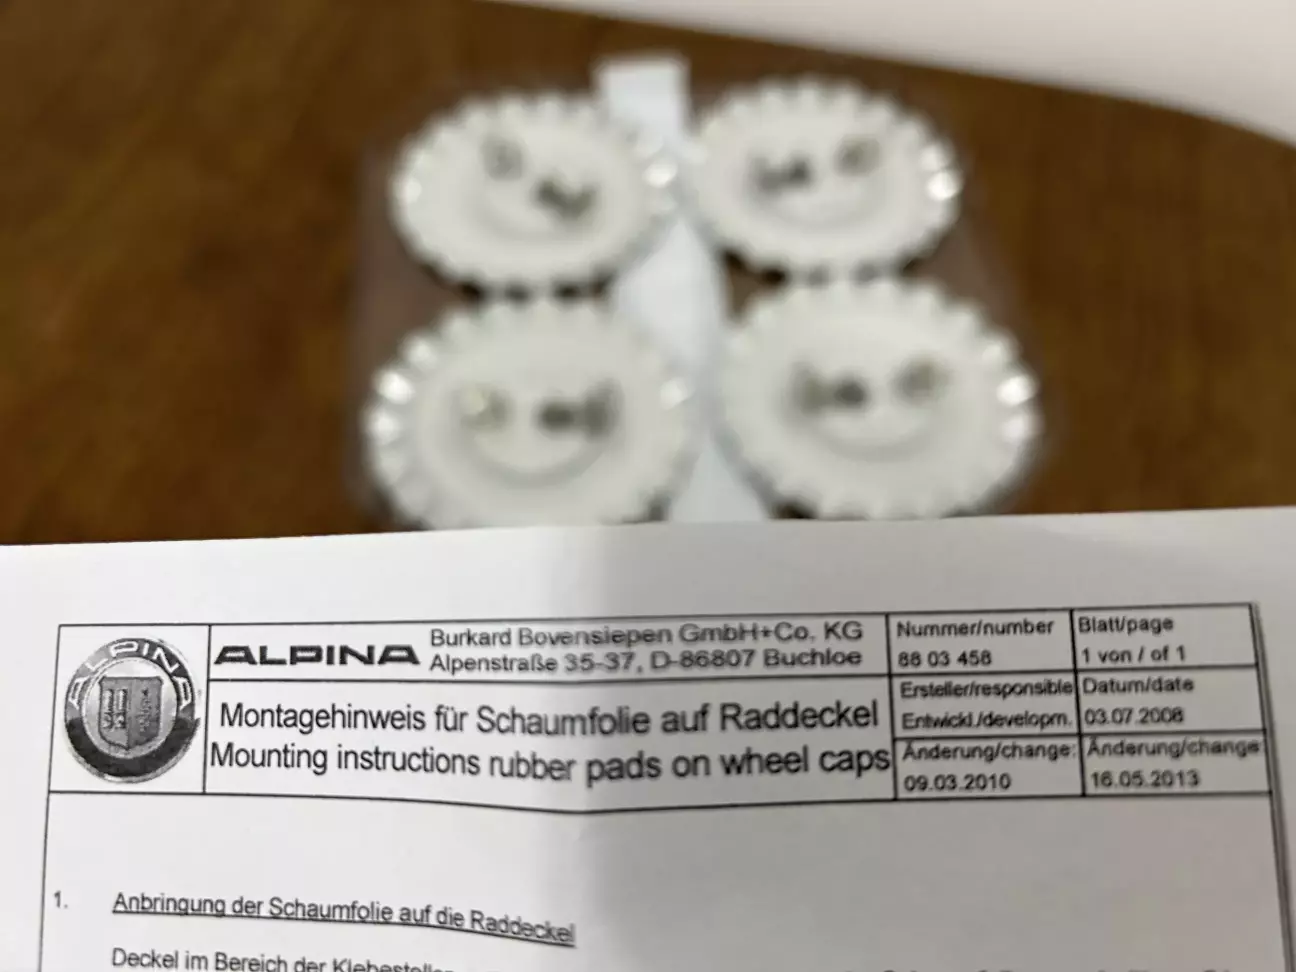 ALPINA
ALPINA
Burkard Bovensiepen GmbH+Co. KG
Alpenstraße 35-37, D-86807 Buchloe
Nummer/number
88 03 458
Blatt/page
1 von / of 1
Montagehinweis für Schaumfolie auf Raddeckel
Mounting instructions rubber pads on wheel caps
Ersteller/responsible
Entwickl./developm.
Datum/date
03.07.2008
Änderung/change:
09.03.2010
Änderung/change:
16.05.2013
1. Anbringung der Schaumfolie auf die Raddeckel
Deckel im Bereich der